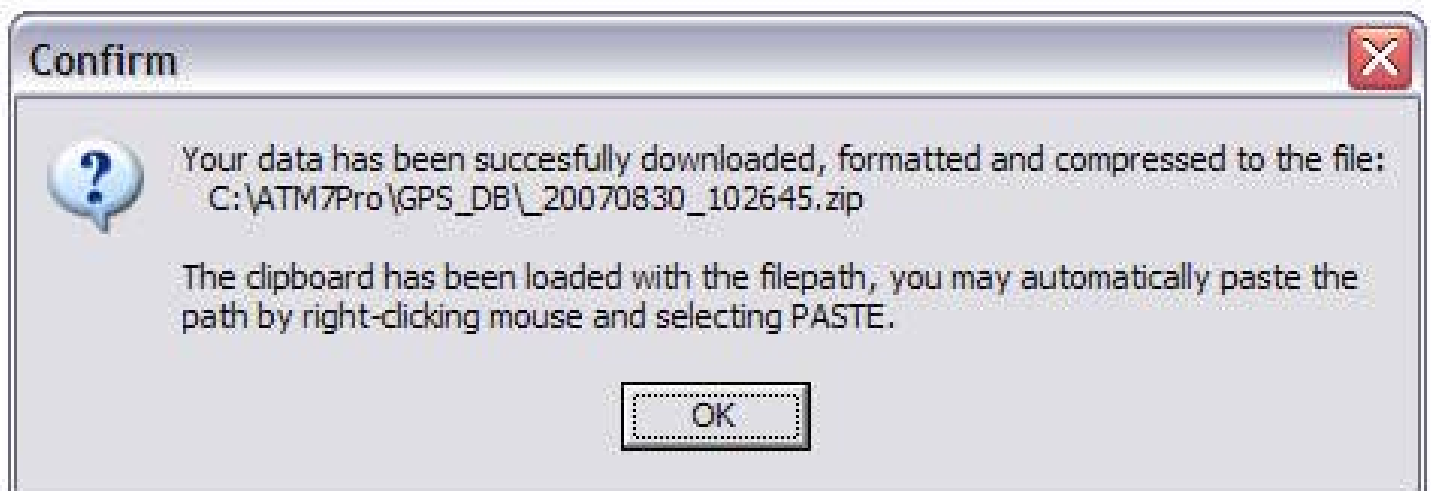 Confirm
Your data has been succesfully downloaded, formatted and compressed to the file:
C:\ATM7Pro\GPS_DB\_20070830_102645.zip
The clipboard has been loaded with the filepath, you may automatically paste the
path by right-clicking mouse and selecting PASTE.
OK